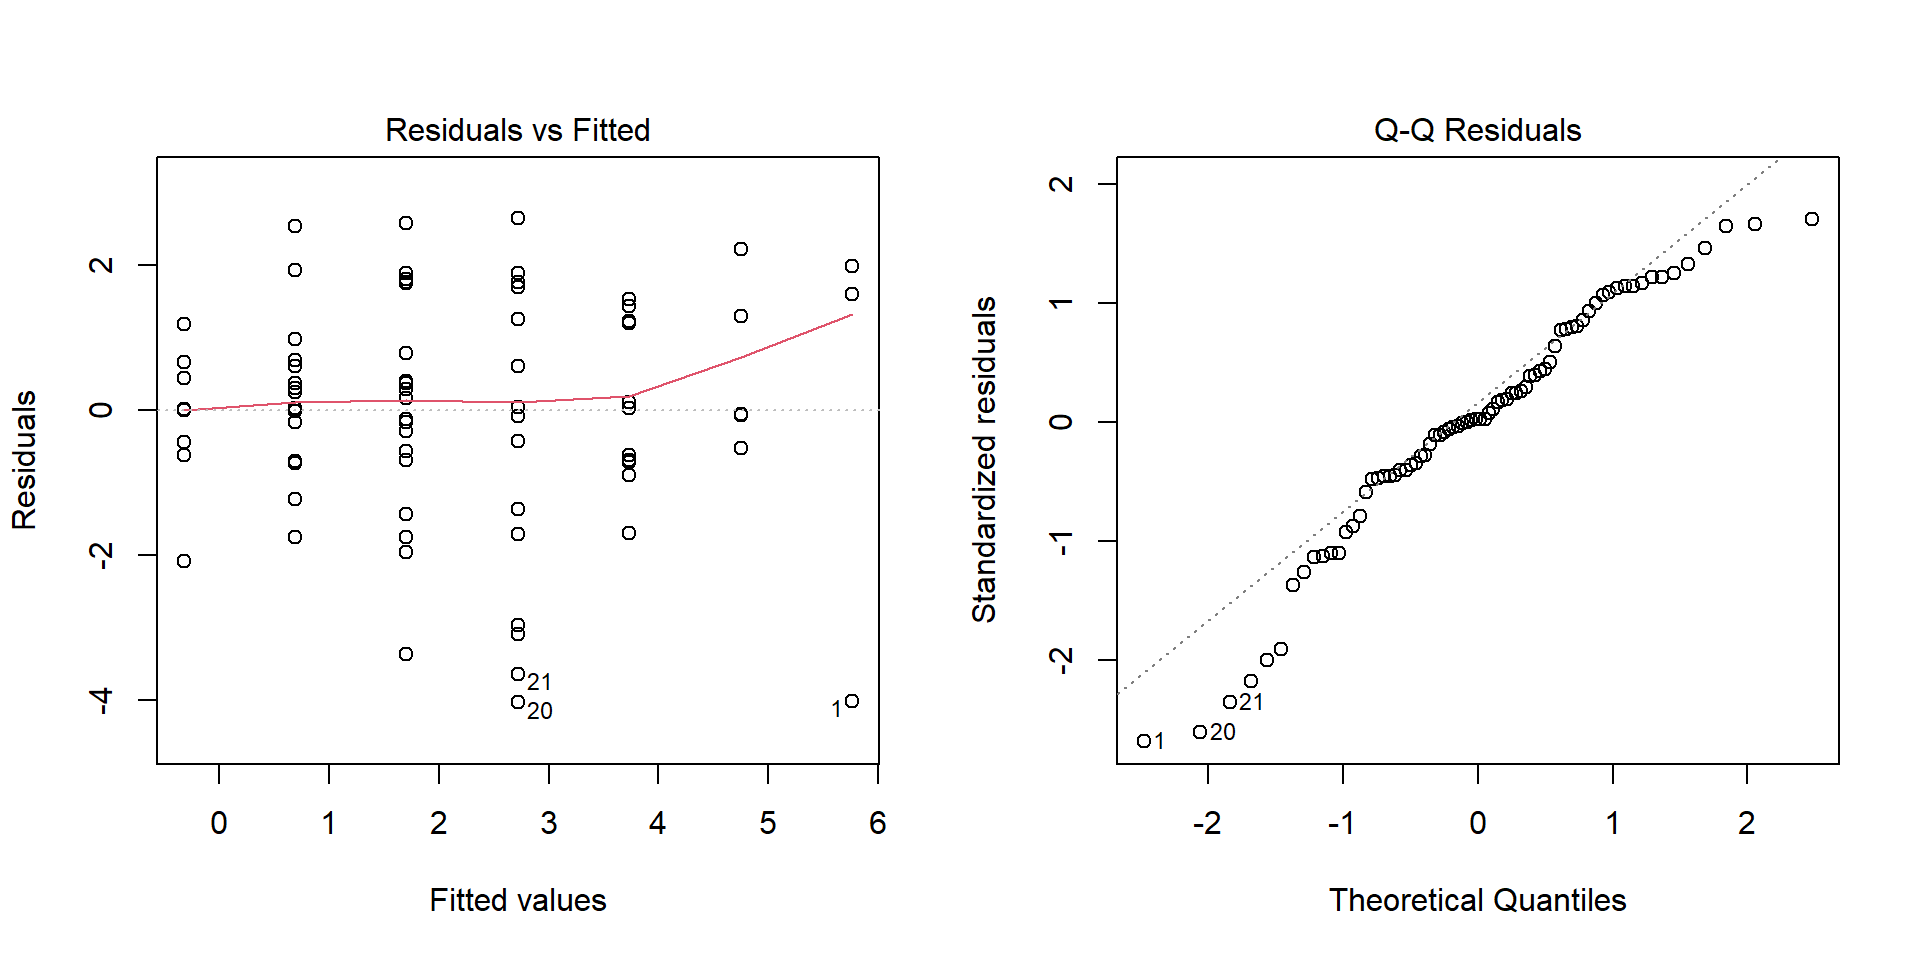 Residuals vs Fitted
Residuals
2
0
-2
-4
21
20
1
0 1 2 3 4 5 6
Fitted values
Q-Q Residuals
Standardized residuals
2
1
0
-1
-2
21
20
1
-2 -1 0 1 2
Theoretical Quantiles